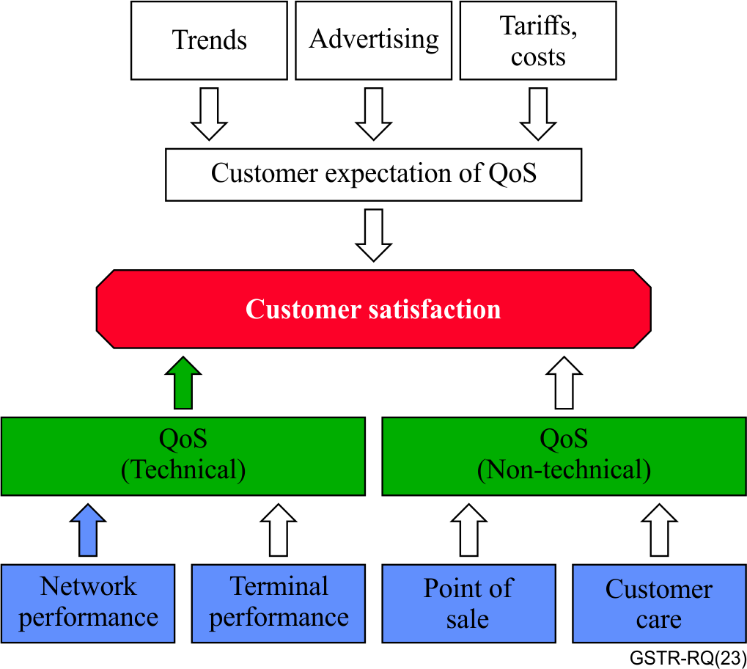 Trends
Advertising
Tariffs,
costs
Customer expectation of QoS
Customer satisfaction
QoS
(Technical)
QoS
(Non-technical)
Network
performance
Terminal
performance
Point of
sale
Customer
care
GSTR-RQ(23)